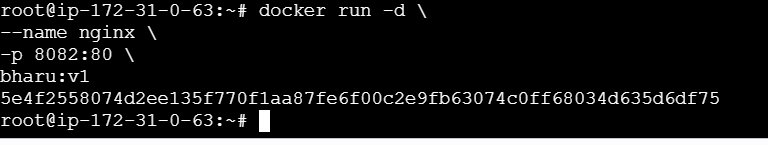 root@ip-172-31-0-63:~# docker run -d \
--name nginx \
-p 8082:80 \
bharu:v1
5e4f2558074d2ee135f770f1aa87fe6f00c2e9fb63074c0ff68034d635d6df75
root@ip-172-31-0-63:~#